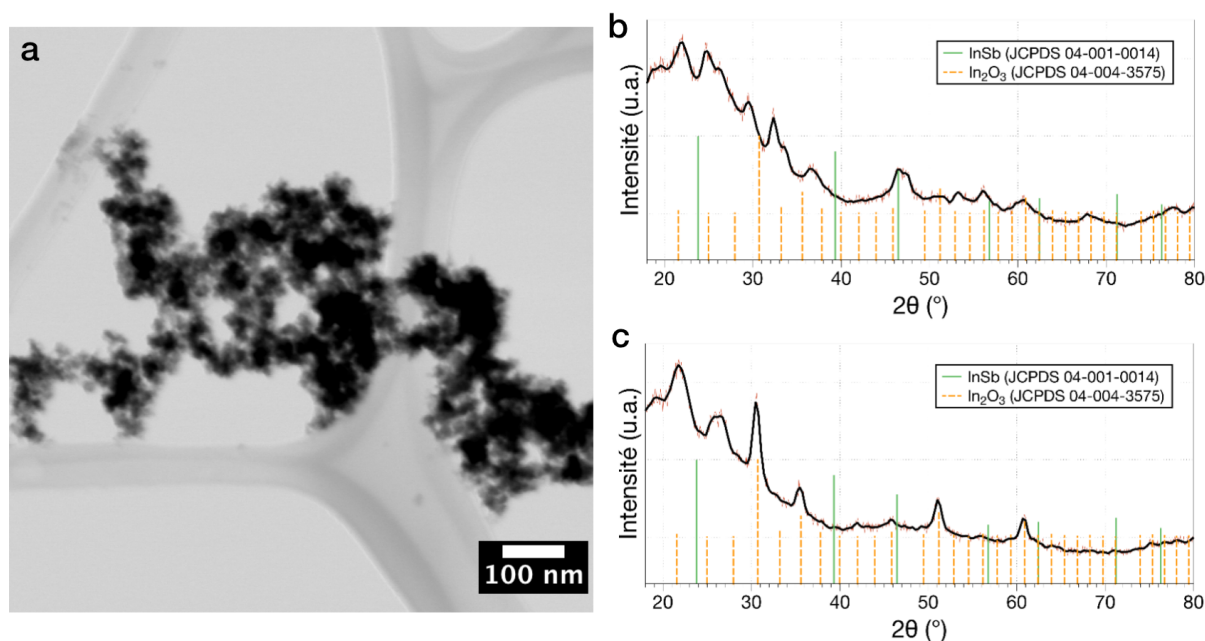 a
100 nm
b
InSb (JCPDS 04-001-0014)
In₂O₃ (JCPDS 04-004-3575)
Intensité (u.a.)
20 30 40 50 60 70 80
2θ (°)
c
InSb (JCPDS 04-001-0014)
In₂O₃ (JCPDS 04-004-3575)
Intensité (u.a.)
20 30 40 50 60 70 80
2θ (°)